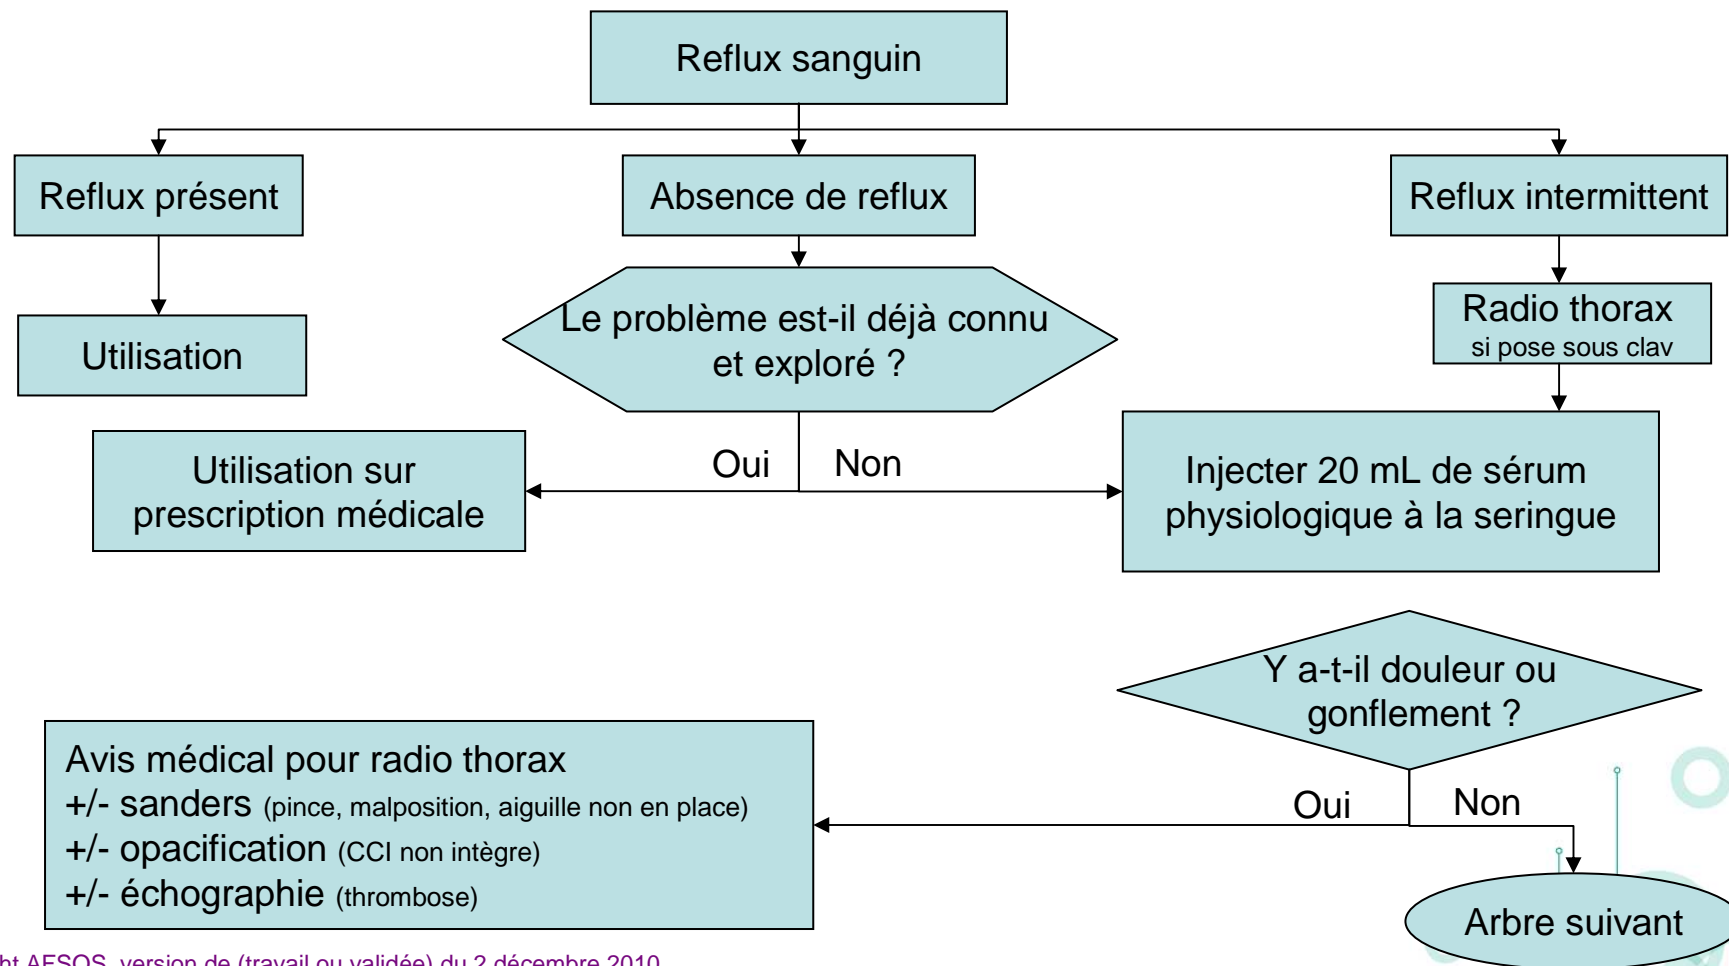 Reflux sanguin
Reflux présent
Absence de reflux
Reflux intermittent
Utilisation
Le problème est-il déjà connu
et exploré ?
Radio thorax
si pose sous clav
Oui
Non
Utilisation sur
prescription médicale
Injecter 20 mL de sérum
physiologique à la seringue
Y a-t-il douleur ou
gonflement ?
Oui
Non
Avis médical pour radio thorax
+/- sanders (pince, malposition, aiguille non en place)
+/- opacification (CCI non intègre)
+/- échographie (thrombose)
Arbre suivant
ht AFSOS, version de (travail ou validée) du 2 décembre 2010